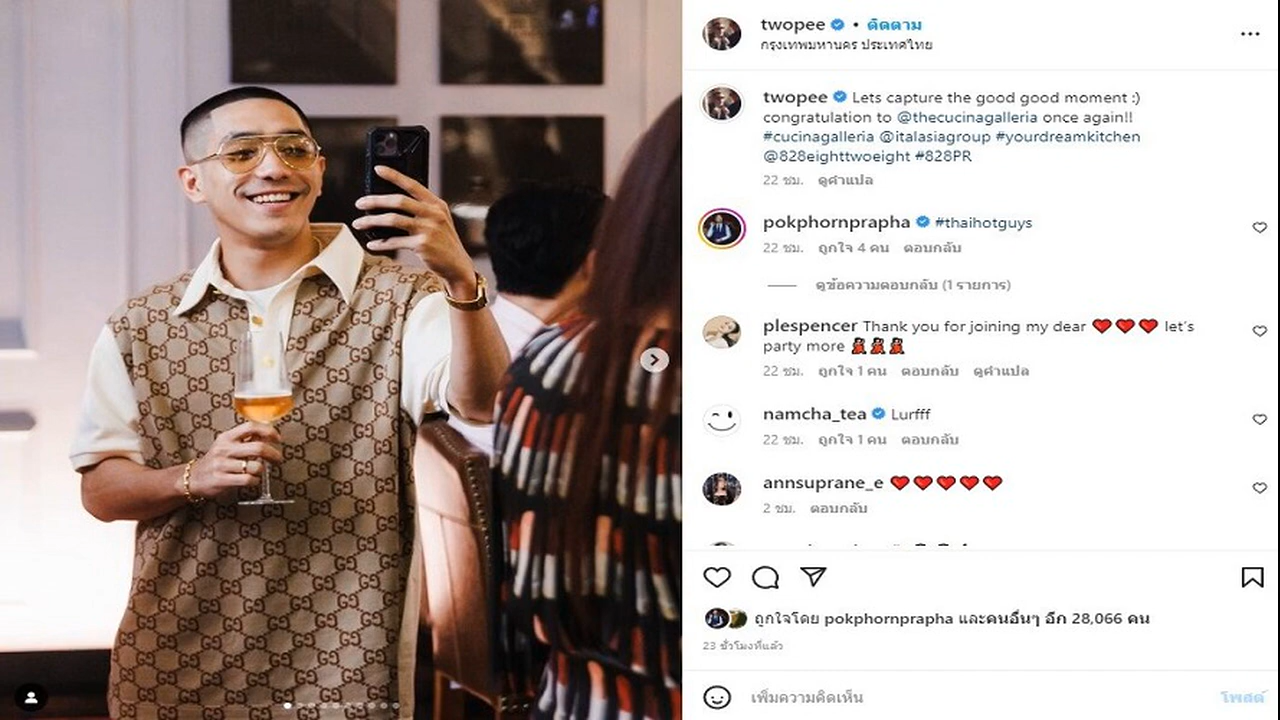 twopee • ติดตาม
กรุงเทพมหานคร ประเทศไทย
twopee Lets capture the good good moment :)
congratulation to @thecucinagalleria once again!!
#cucinagalleria @italasiagroup #yourdreamkitchen
@828eighttwoeight #828PR
22 ชม. ดูคำแปล
pokphornprapha #thaihotguys
22 ชม. ถูกใจ 4 คน ตอบกลับ
ดูข้อความตอบกลับ (1 รายการ)
plespencer Thank you for joining my dear ❤️❤️❤️ let's
party more 💃💃💃
22 ชม. ถูกใจ 1 คน ตอบกลับ ดูคำแปล
namcha_tea Lurfff
22 ชม. ถูกใจ 1 คน ตอบกลับ
annsuprane_e ❤️❤️❤️❤️❤️
2 ชม. ตอบกลับ
ถูกใจโดย pokphornprapha และคนอื่นๆ อีก 28,066 คน
23 ชั่วโมงที่แล้ว
เพิ่มความคิดเห็น
โพสต์